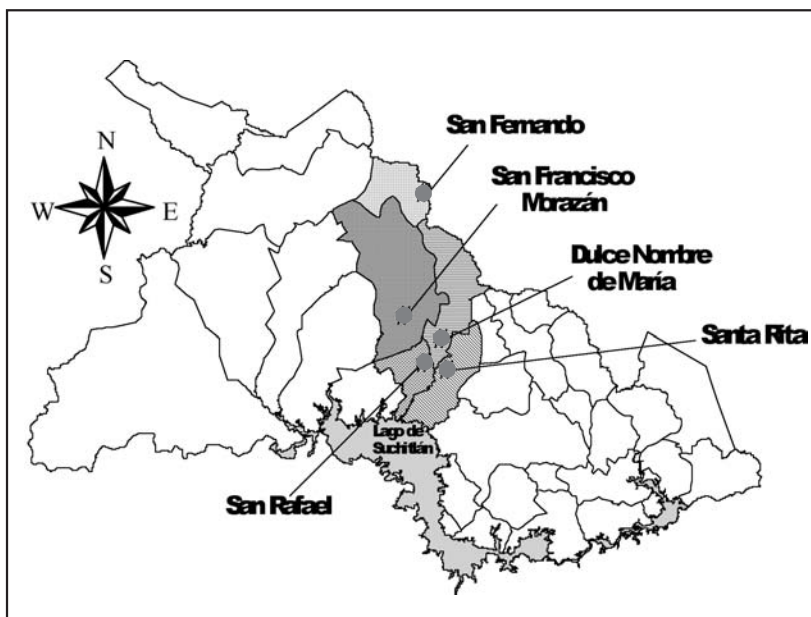 San Fernando
San Francisco
Morazán
N
W
E
S
Dulce Nombre
de María
Santa Rita
Lago de
Suchitlán
San Rafael